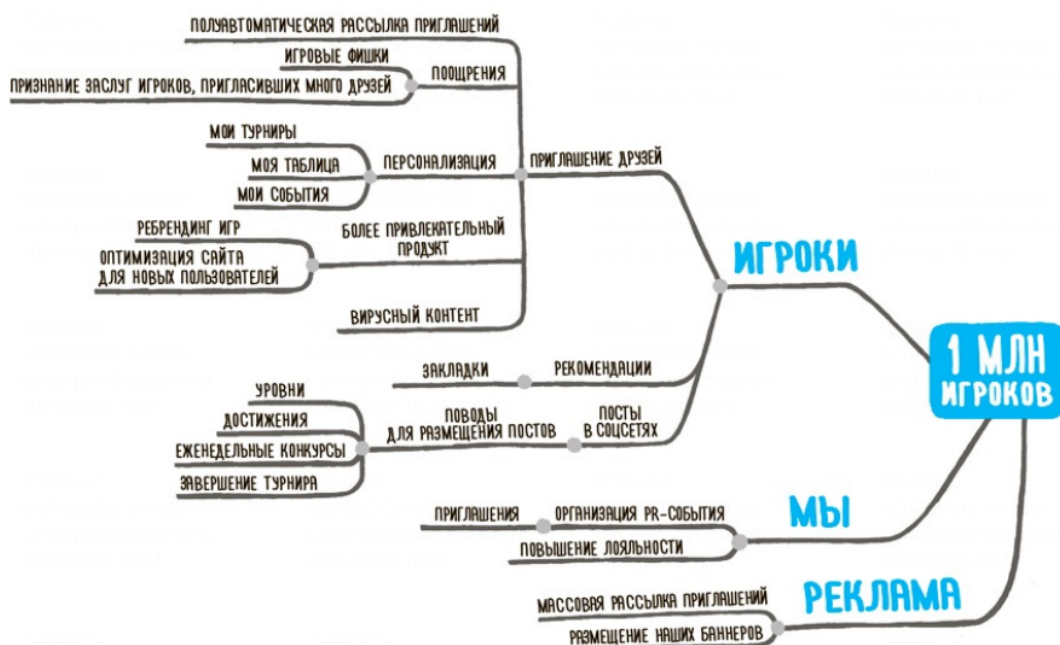 ПОЛУАВТОМАТИЧЕСКАЯ РАССЫЛКА ПРИГЛАШЕНИЙ
ИГРОВЫЕ ФИШКИ
ПРИЗНАНИЕ ЗАСЛУГ ИГРОКОВ, ПРИГЛАСИВШИХ МНОГО ДРУЗЕЙ
ПООЩРЕНИЯ
МОИ ТУРНИРЫ
МОЯ ТАБЛИЦА
МОИ СОБЫТИЯ
ПЕРСОНАЛИЗАЦИЯ
ПРИГЛАШЕНИЕ ДРУЗЕЙ
РЕБРЕНДИНГ ИГР
ОПТИМИЗАЦИЯ САЙТА
ДЛЯ НОВЫХ ПОЛЬЗОВАТЕЛЕЙ
БОЛЕЕ ПРИВЛЕКАТЕЛЬНЫЙ
ПРОДУКТ
ВИРУСНЫЙ КОНТЕНТ
ИГРОКИ
ЗАКЛАДКИ
РЕКОМЕНДАЦИИ
УРОВНИ
ДОСТИЖЕНИЯ
ЕЖЕНЕДЕЛЬНЫЕ КОНКУРСЫ
ЗАВЕРШЕНИЕ ТУРНИРА
ПОВОДЫ
ДЛЯ РАЗМЕЩЕНИЯ ПОСТОВ
ПОСТЫ
В СОЦСЕТЯХ
1 МЛН
ИГРОКОВ
ПРИГЛАШЕНИЯ
ОРГАНИЗАЦИЯ PR-СОБЫТИЯ
ПОВЫШЕНИЕ ЛОЯЛЬНОСТИ
МЫ
МАССОВАЯ РАССЫЛКА ПРИГЛАШЕНИЙ
РАЗМЕЩЕНИЕ НАШИХ БАННЕРОВ
РЕКЛАМА